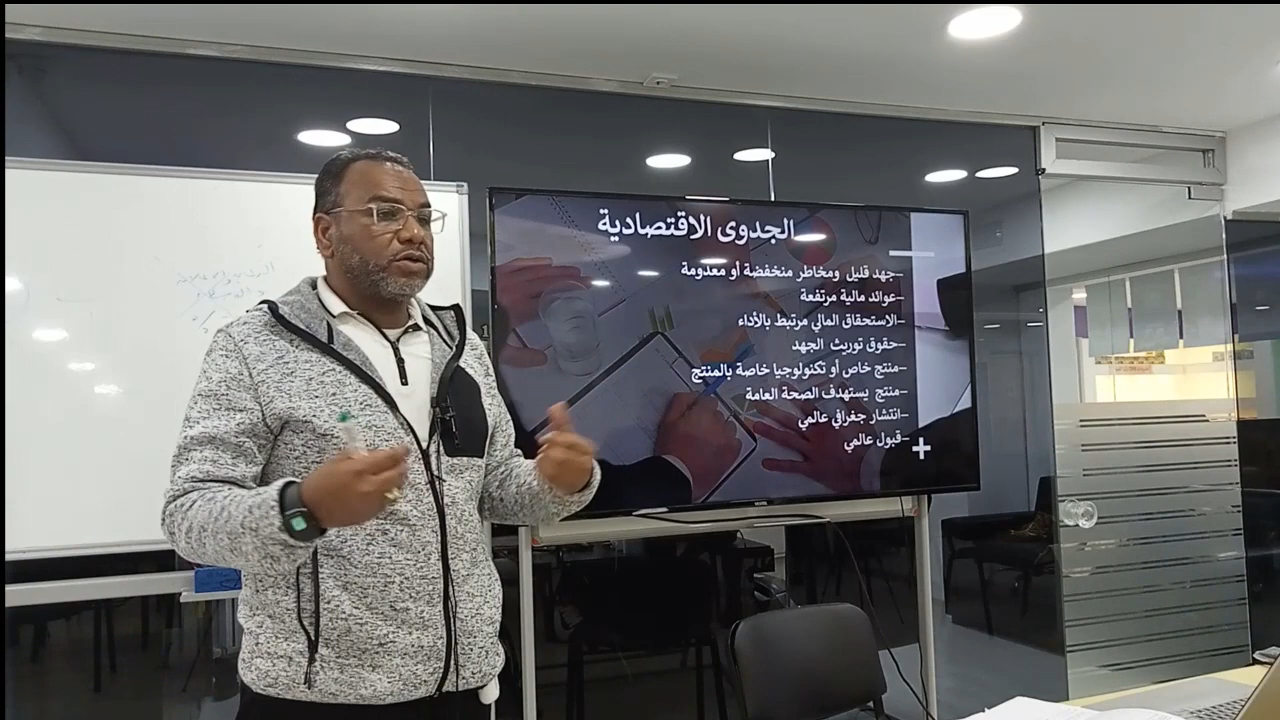 الجدوى الاقتصادية
-جهد قليل ومخاطر منخفضة أو معدومة
-عوائد مالية مرتفعة
-الاستحقاق المالي مرتبط بالأداء
-حقوق توريث الجهد
-منتج خاص أو تكنولوجيا خاصة بالمنتج
-منتج يستهدف الصحة العامة
-انتشار جغرافي عالمي
-قبول عالمي